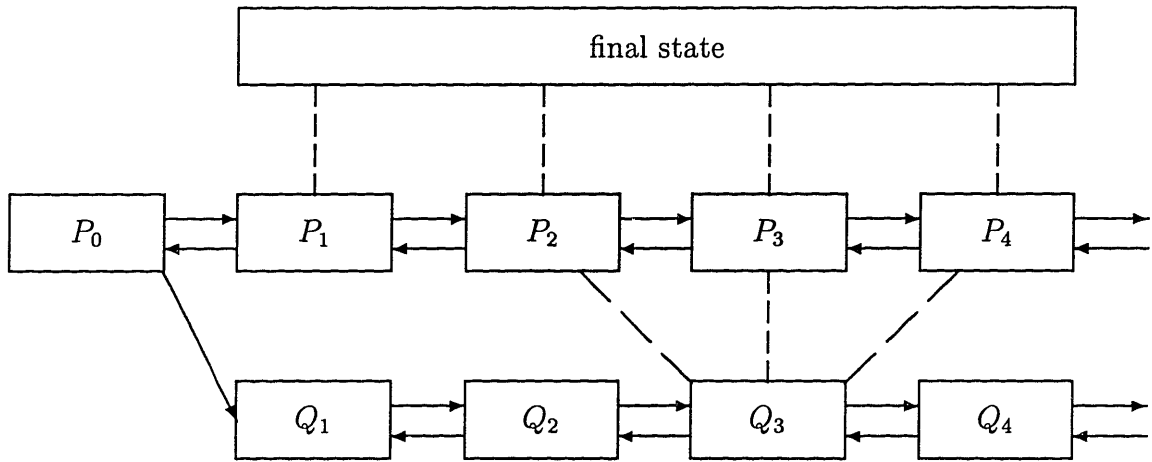 final state
P₀ P₁ P₂ P₃ P₄
Q₁ Q₂ Q₃ Q₄